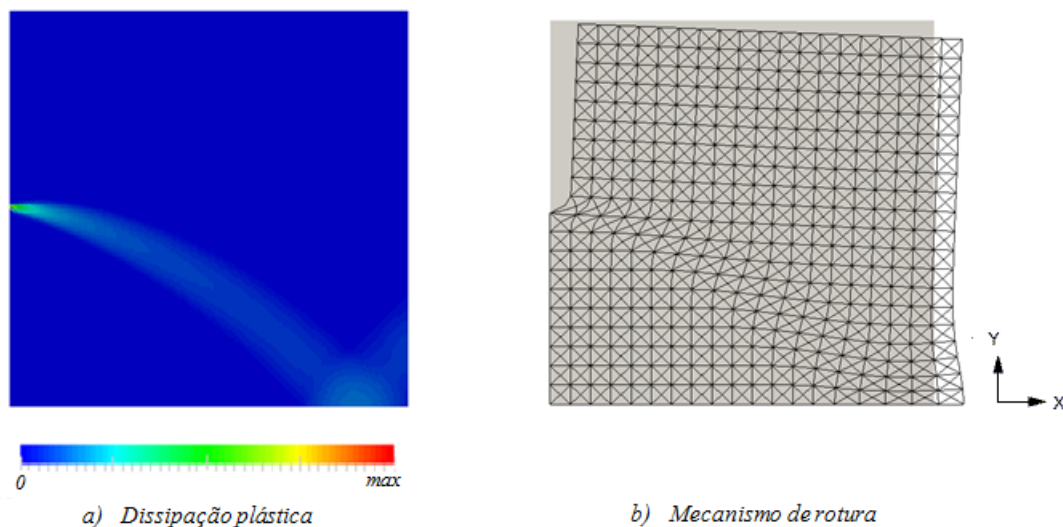 Y
X
0
max
a) Dissipação plástica
b) Mecanismo de rotura